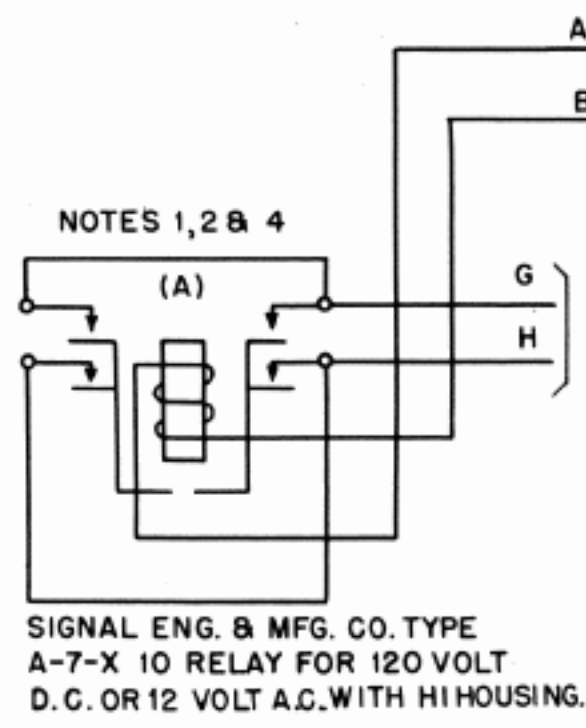 A
B
NOTES 1,2 & 4
(A)
G
H
SIGNAL ENG. & MFG. CO. TYPE
A-7-X 10 RELAY FOR 120 VOLT
D.C. OR 12 VOLT A.C. WITH HI HOUSING.